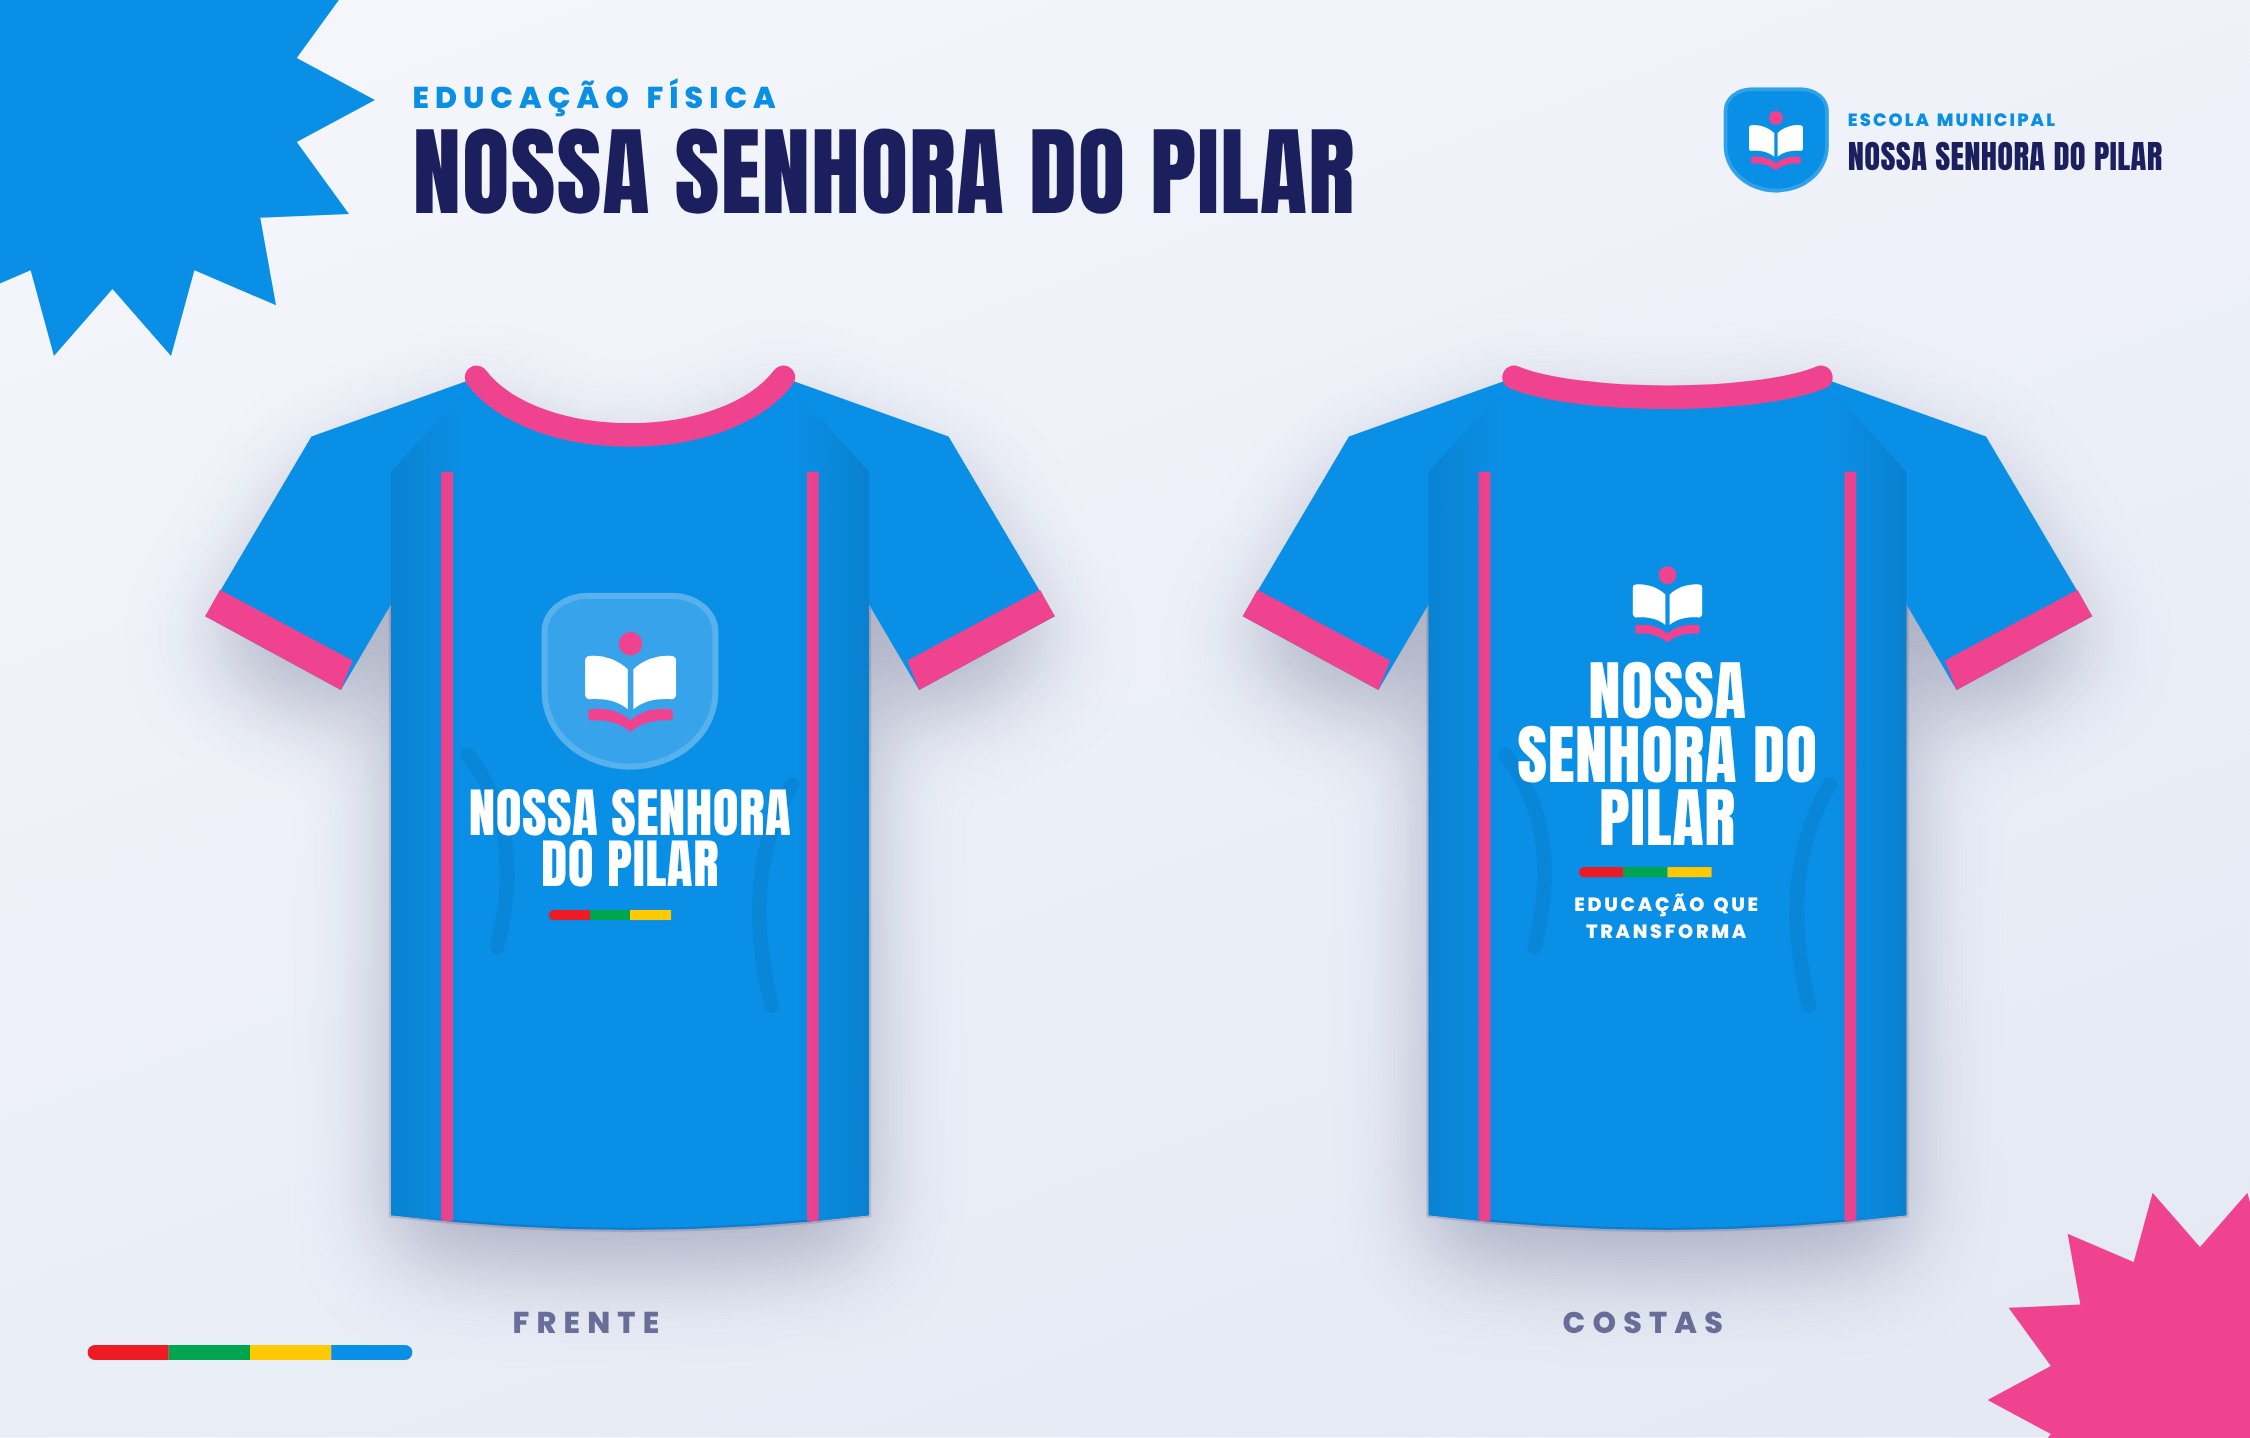 EDUCAÇÃO FÍSICA
NOSSA SENHORA DO PILAR
ESCOLA MUNICIPAL
NOSSA SENHORA DO PILAR
NOSSA SENHORA
DO PILAR
NOSSA
SENHORA DO
PILAR
EDUCAÇÃO QUE
TRANSFORMA
FRENTE
COSTAS